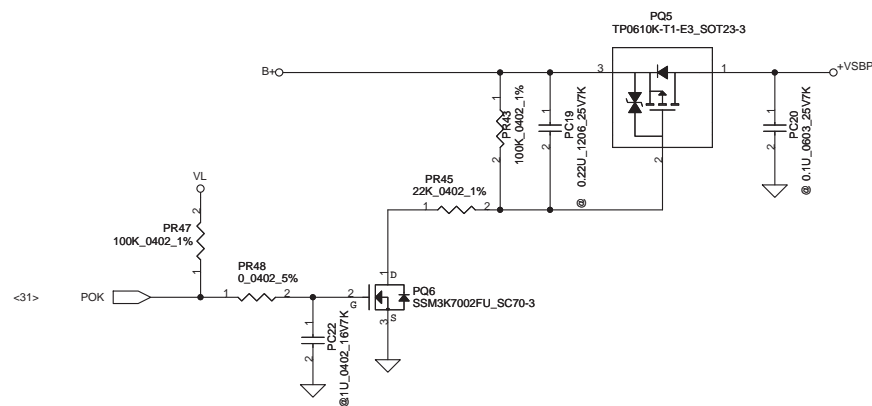 PQ5
TP0610K-T1-E3_SOT23-3
B+
3
1
+VSBP
1
2
PR43
100K_0402_1%
1
2
PC19
@ 0.22U_1206_25V7K
2
1
2
PC20
@ 0.1U_0603_25V7K
VL
PR45
22K_0402_1%
1
2
2
PR47
100K_0402_1%
1
PR48
0_0402_5%
<31>
POK
1
2
2
G
1
D
3
S
PQ6
SSM3K7002FU_SC70-3
1
2
PC22
@1U_0402_16V7K